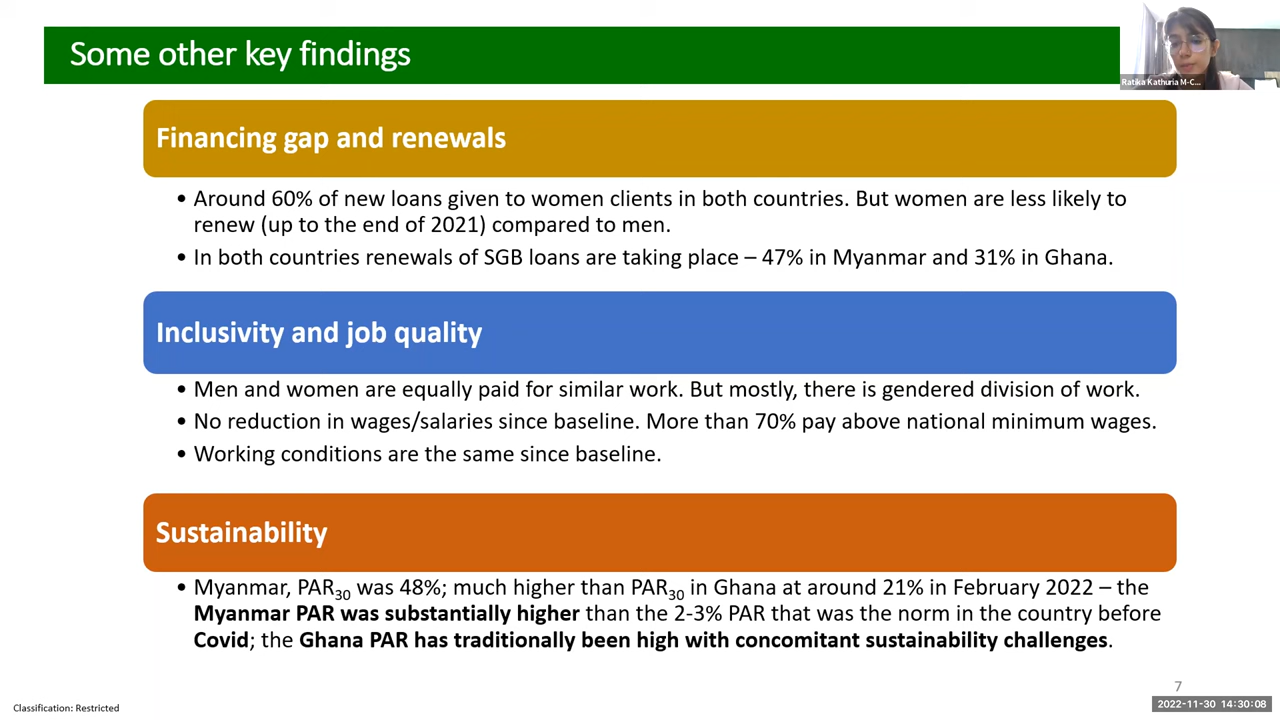 Some other key findings
Ratika Kathuria M-C...
Financing gap and renewals
• Around 60% of new loans given to women clients in both countries. But women are less likely to
renew (up to the end of 2021) compared to men.
• In both countries renewals of SGB loans are taking place – 47% in Myanmar and 31% in Ghana.
Inclusivity and job quality
• Men and women are equally paid for similar work. But mostly, there is gendered division of work.
• No reduction in wages/salaries since baseline. More than 70% pay above national minimum wages.
• Working conditions are the same since baseline.
Sustainability
• Myanmar, PAR30 was 48%; much higher than PAR30 in Ghana at around 21% in February 2022 – the
Myanmar PAR was substantially higher than the 2-3% PAR that was the norm in the country before
Covid; the Ghana PAR has traditionally been high with concomitant sustainability challenges.
7
Classification: Restricted
2022-11-30 14:30:08